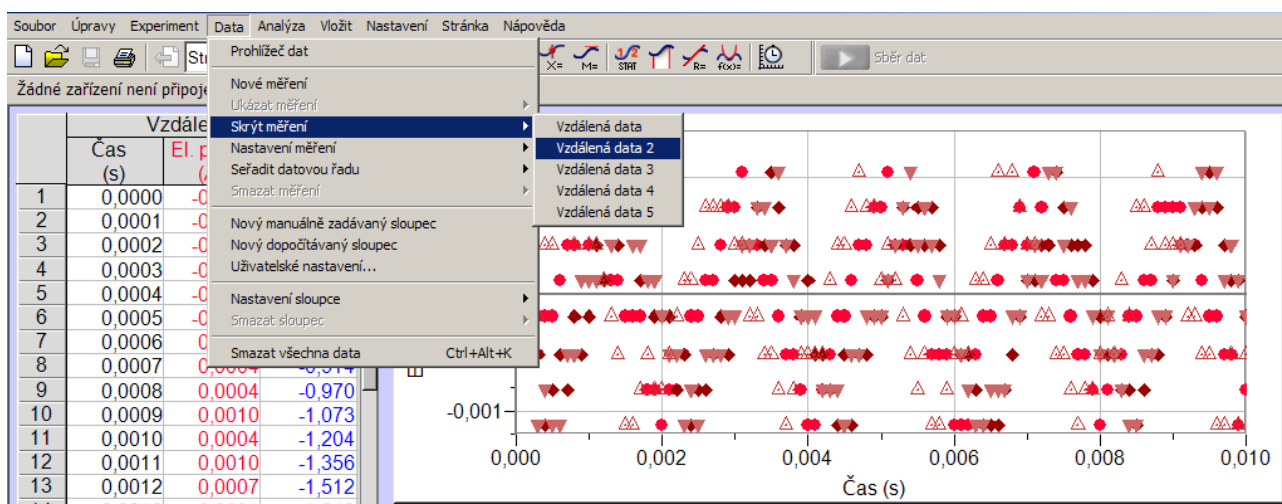 Soubor Úpravy Experiment Data Analýza Vložit Nastavení Stránka Nápověda
X= M= STAT R= f(x)= Sběr dat
Žádné zařízení není
Prohlížeč dat
Nové měření
Ukázat měření
Skrýt měření
Nastavení měření
Seřadit datovou řadu
Smazat měření
Nový manuálně zadávaný sloupec
Nový dopočítávaný sloupec
Uživatelské nastavení...
Nastavení sloupce
Smazat sloupec
Smazat všechna data Ctrl+Alt+K
Vzdálená data
Vzdálená data 2
Vzdálená data 3
Vzdálená data 4
Vzdálená data 5
Čas El.
(s)
1 0,0000
2 0,0001
3 0,0002
4 0,0003
5 0,0004
6 0,0005
7 0,0006
8 0,0007
9 0,0008 0,0004 -0,970
10 0,0009 0,0010 -1,073
11 0,0010 0,0004 -1,204
12 0,0011 0,0010 -1,356
13 0,0012 0,0007 -1,512
-0,001
0,000 0,002 0,004 0,006 0,008 0,010
Čas (s)